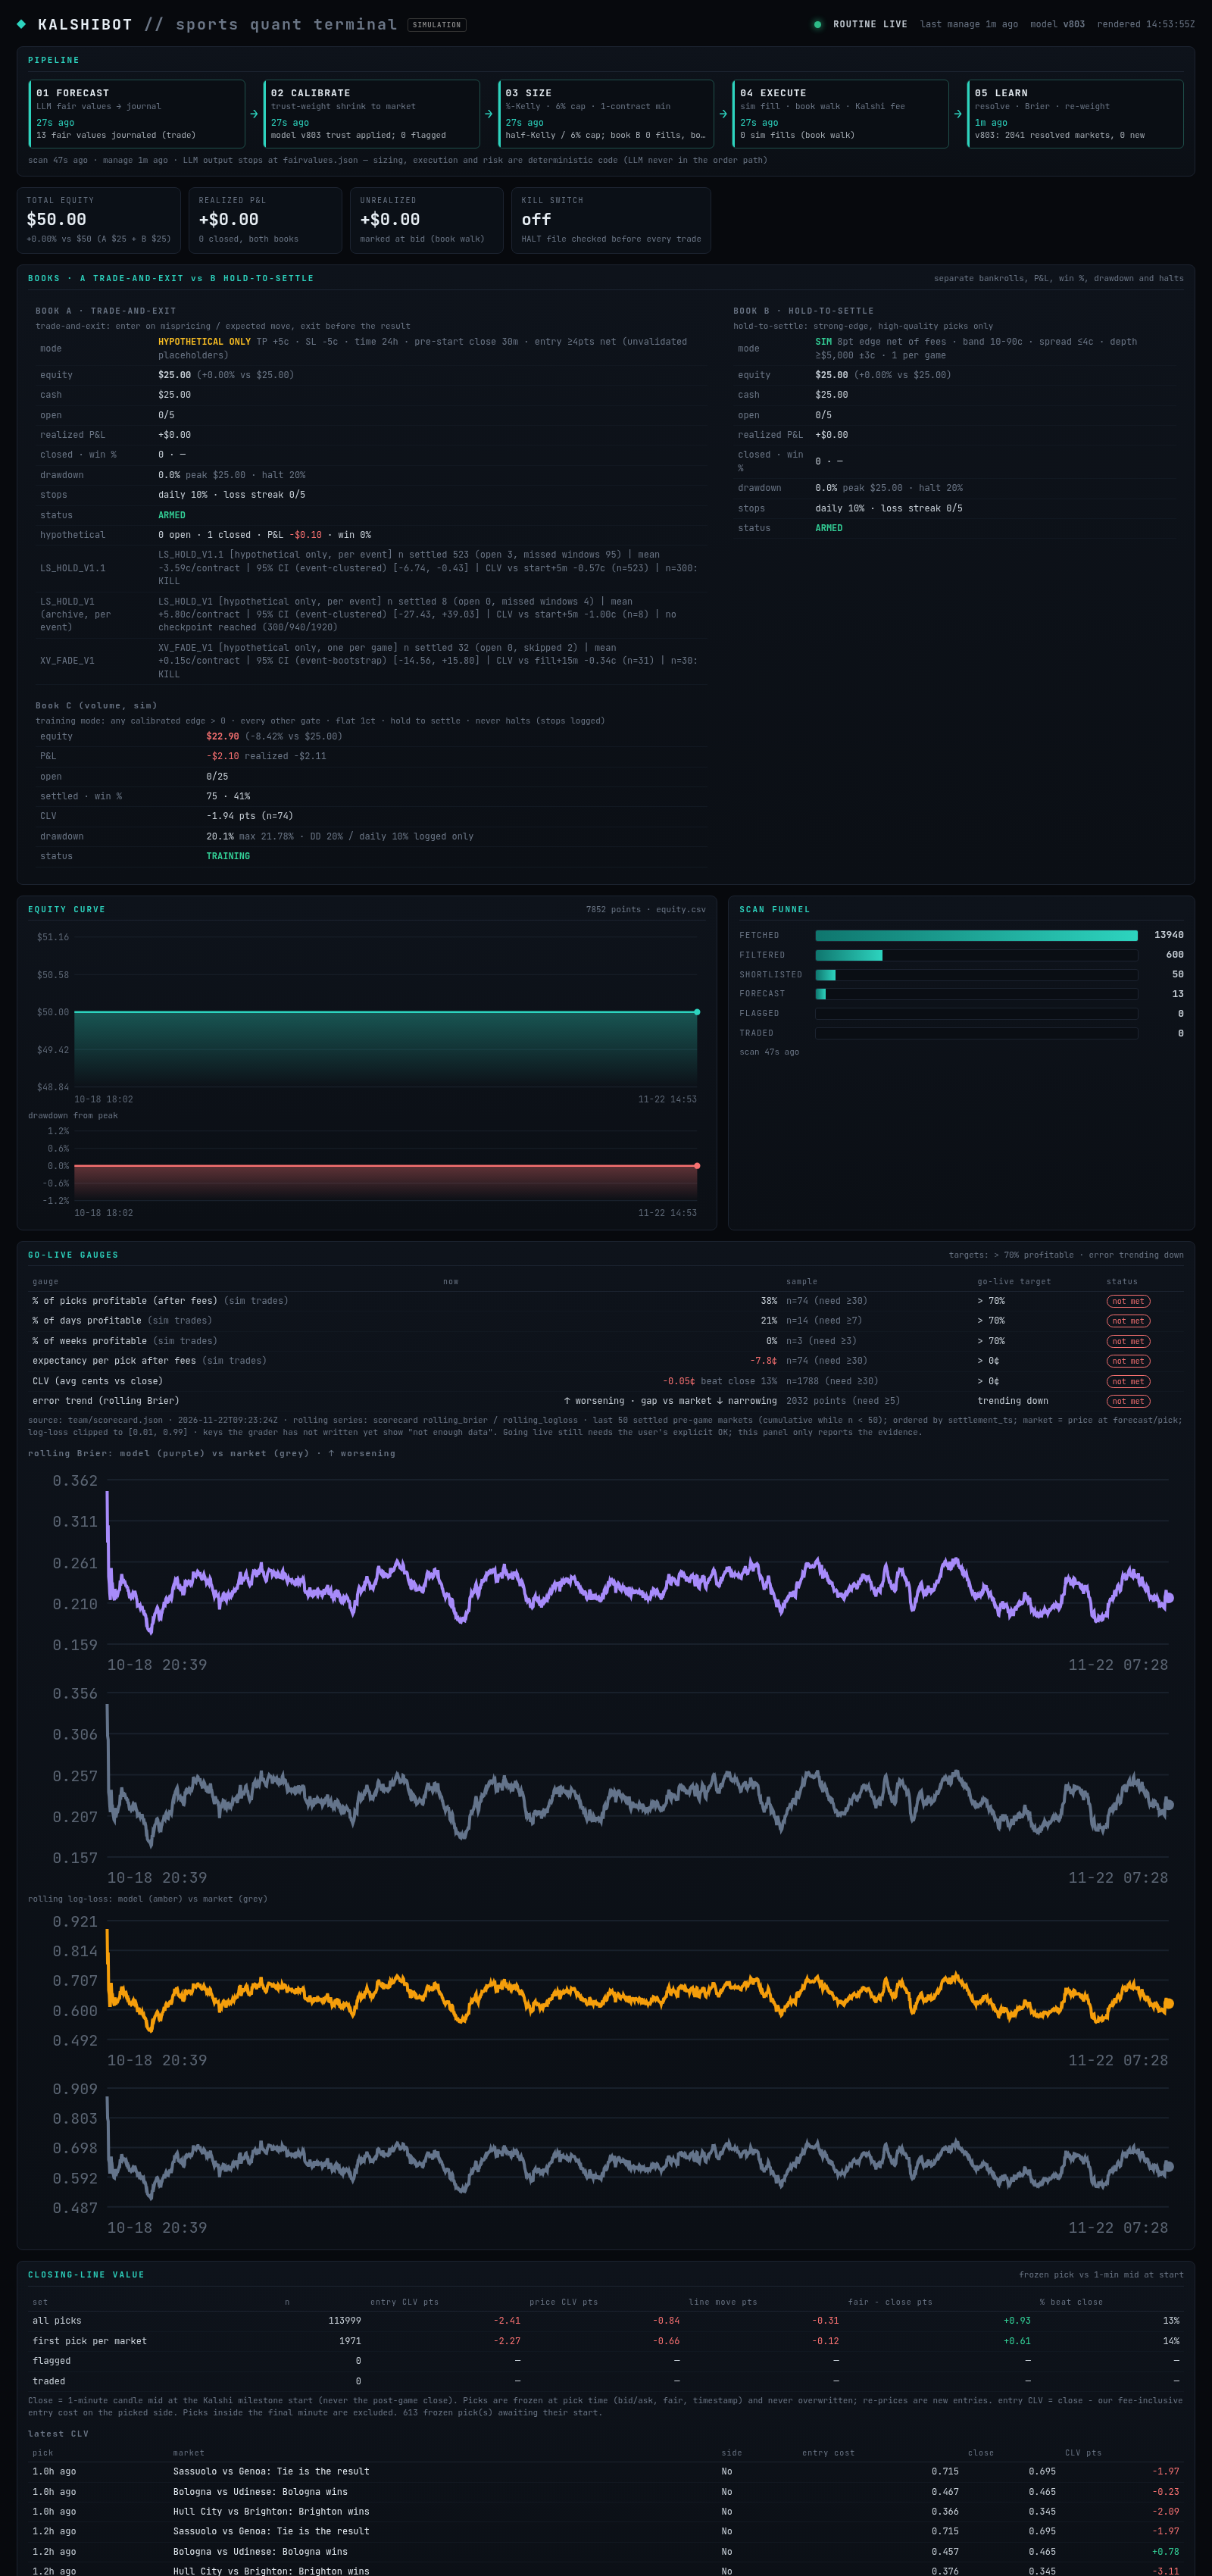 ◆ KALSHIBOT // sports quant terminal SIMULATION
ROUTINE LIVE last manage 1m ago model v803 rendered 14:53:55Z
PIPELINE
01 FORECAST
LLM fair values → journal
27s ago
13 fair values journaled (trade)
→
02 CALIBRATE
trust-weight shrink to market
27s ago
model v803 trust applied; 0 flagged
→
03 SIZE
½-Kelly · 6% cap · 1-contract min
27s ago
half-Kelly / 6% cap; book B 0 fills, bo…
→
04 EXECUTE
sim fill · book walk · Kalshi fee
27s ago
0 sim fills (book walk)
→
05 LEARN
resolve · Brier · re-weight
1m ago
v803: 2041 resolved markets, 0 new
scan 47s ago · manage 1m ago · LLM output stops at fairvalues.json — sizing, execution and risk are deterministic code (LLM never in the order path)
TOTAL EQUITY
$50.00
+0.00% vs $50 (A $25 + B $25)
REALIZED P&L
+$0.00
0 closed, both books
UNREALIZED
+$0.00
marked at bid (book walk)
KILL SWITCH
off
HALT file checked before every trade
BOOKS · A TRADE-AND-EXIT vs B HOLD-TO-SETTLE
separate bankrolls, P&L, win %, drawdown and halts
BOOK A · TRADE-AND-EXIT
trade-and-exit: enter on mispricing / expected move, exit before the result
mode HYPOTHETICAL ONLY TP +5c · SL -5c · time 24h · pre-start close 30m · entry ≥4pts net (unvalidated
placeholders)
equity $25.00 (+0.00% vs $25.00)
cash $25.00
open 0/5
realized P&L +$0.00
closed · win % 0 · —
drawdown 0.0% peak $25.00 · halt 20%
stops daily 10% · loss streak 0/5
status ARMED
hypothetical 0 open · 1 closed · P&L -$0.10 · win 0%
LS_HOLD_V1.1 LS_HOLD_V1.1 [hypothetical only, per event] n settled 523 (open 3, missed windows 95) | mean
-3.59c/contract | 95% CI (event-clustered) [-6.74, -0.43] | CLV vs start+5m -0.57c (n=523) | n=300:
KILL
LS_HOLD_V1 (archive, per event) LS_HOLD_V1 [hypothetical only, per event] n settled 8 (open 0, missed windows 4) | mean
+5.80c/contract | 95% CI (event-clustered) [-27.43, +39.03] | CLV vs start+5m -1.00c (n=8) | no
checkpoint reached (300/940/1920)
XV_FADE_V1 XV_FADE_V1 [hypothetical only, one per game] n settled 32 (open 0, skipped 2) | mean
+0.15c/contract | 95% CI (event-bootstrap) [-14.56, +15.80] | CLV vs fill+15m -0.34c (n=31) | n=30:
KILL
BOOK B · HOLD-TO-SETTLE
hold-to-settle: strong-edge, high-quality picks only
mode SIM 8pt edge net of fees · band 10-90c · spread ≤4c · depth
≥$5,000 ±3c · 1 per game
equity $25.00 (+0.00% vs $25.00)
cash $25.00
open 0/5
realized P&L +$0.00
closed · win % 0 · —
drawdown 0.0% peak $25.00 · halt 20%
stops daily 10% · loss streak 0/5
status ARMED
Book C (volume, sim)
training mode: any calibrated edge > 0 · every other gate · flat 1ct · hold to settle · never halts (stops logged)
equity $22.90 (-8.42% vs $25.00)
P&L -$2.10 realized -$2.11
open 0/25
settled · win % 75 · 41%
CLV -1.94 pts (n=74)
drawdown 20.1% max 21.78% · DD 20% / daily 10% logged only
status TRAINING
EQUITY CURVE
7852 points · equity.csv
$51.16
$50.58
$50.00
$49.42
$48.84
10-18 18:02 11-22 14:53
drawdown from peak
1.2%
0.6%
0.0%
-0.6%
-1.2%
10-18 18:02 11-22 14:53
SCAN FUNNEL
FETCHED 13940
FILTERED 600
SHORTLISTED 50
FORECAST 13
FLAGGED 0
TRADED 0
scan 47s ago
GO-LIVE GAUGES
targets: > 70% profitable · error trending down
gauge now sample go-live target status
% of picks profitable (after fees) (sim trades) 38% n=74 (need ≥30) > 70% not met
% of days profitable (sim trades) 21% n=14 (need ≥7) > 70% not met
% of weeks profitable (sim trades) 0% n=3 (need ≥3) > 70% not met
expectancy per pick after fees (sim trades) -7.8¢ n=74 (need ≥30) > 0¢ not met
CLV (avg cents vs close) -0.05¢ beat close 13% n=1788 (need ≥30) > 0¢ not met
error trend (rolling Brier) ↑ worsening · gap vs market ↓ narrowing 2032 points (need ≥5) trending down not met
source: team/scorecard.json · 2026-11-22T09:23:24Z · rolling series: scorecard rolling_brier / rolling_logloss · last 50 settled pre-game markets (cumulative while n < 50); ordered by settlement_ts; market = price at forecast/pick;
log-loss clipped to [0.01, 0.99] · keys the grader has not written yet show "not enough data". Going live still needs the user's explicit OK; this panel only reports the evidence.
rolling Brier: model (purple) vs market (grey) · ↑ worsening
0.362
0.311
0.261
0.210
0.159
10-18 20:39 11-22 07:28
0.356
0.306
0.257
0.207
0.157
10-18 20:39 11-22 07:28
rolling log-loss: model (amber) vs market (grey)
0.921
0.814
0.707
0.600
0.492
10-18 20:39 11-22 07:28
0.909
0.803
0.698
0.592
0.487
10-18 20:39 11-22 07:28
CLOSING-LINE VALUE
frozen pick vs 1-min mid at start
set n entry CLV pts price CLV pts line move pts fair - close pts % beat close
all picks 113999 -2.41 -0.84 -0.31 +0.93 13%
first pick per market 1971 -2.27 -0.66 -0.12 +0.61 14%
flagged 0 — — — — —
traded 0 — — — — —
Close = 1-minute candle mid at the Kalshi milestone start (never the post-game close). Picks are frozen at pick time (bid/ask, fair, timestamp) and never overwritten; re-prices are new entries. entry CLV = close - our fee-inclusive
entry cost on the picked side. Picks inside the final minute are excluded. 613 frozen pick(s) awaiting their start.
latest CLV
pick market side entry cost close CLV pts
1.0h ago Sassuolo vs Genoa: Tie is the result No 0.715 0.695 -1.97
1.0h ago Bologna vs Udinese: Bologna wins No 0.467 0.465 -0.23
1.0h ago Hull City vs Brighton: Brighton wins No 0.366 0.345 -2.09
1.2h ago Sassuolo vs Genoa: Tie is the result No 0.715 0.695 -1.97
1.2h ago Bologna vs Udinese: Bologna wins No 0.457 0.465 +0.78
1.2h ago Hull City vs Brighton: Brighton wins No 0.376 0.345 -3.11